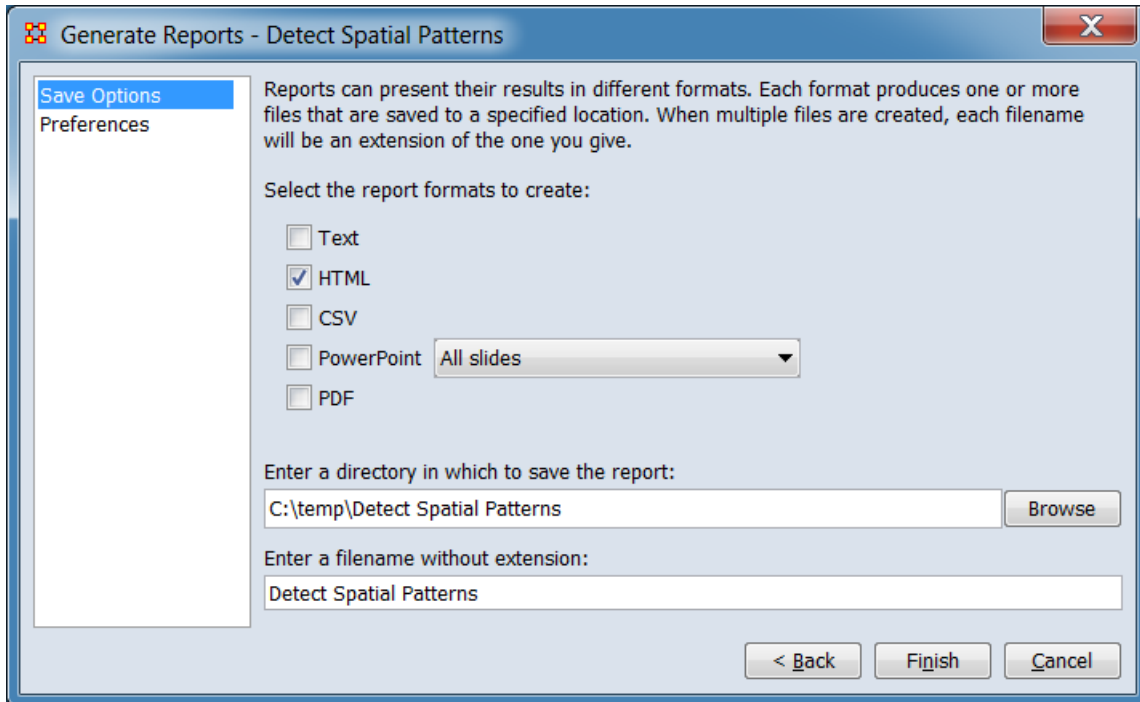 Generate Reports - Detect Spatial Patterns
Save Options
Preferences
Reports can present their results in different formats. Each format produces one or more
files that are saved to a specified location. When multiple files are created, each filename
will be an extension of the one you give.
Select the report formats to create:
Text
HTML
CSV
PowerPoint All slides
PDF
Enter a directory in which to save the report:
C:\temp\Detect Spatial Patterns Browse
Enter a filename without extension:
Detect Spatial Patterns
< Back Finish Cancel